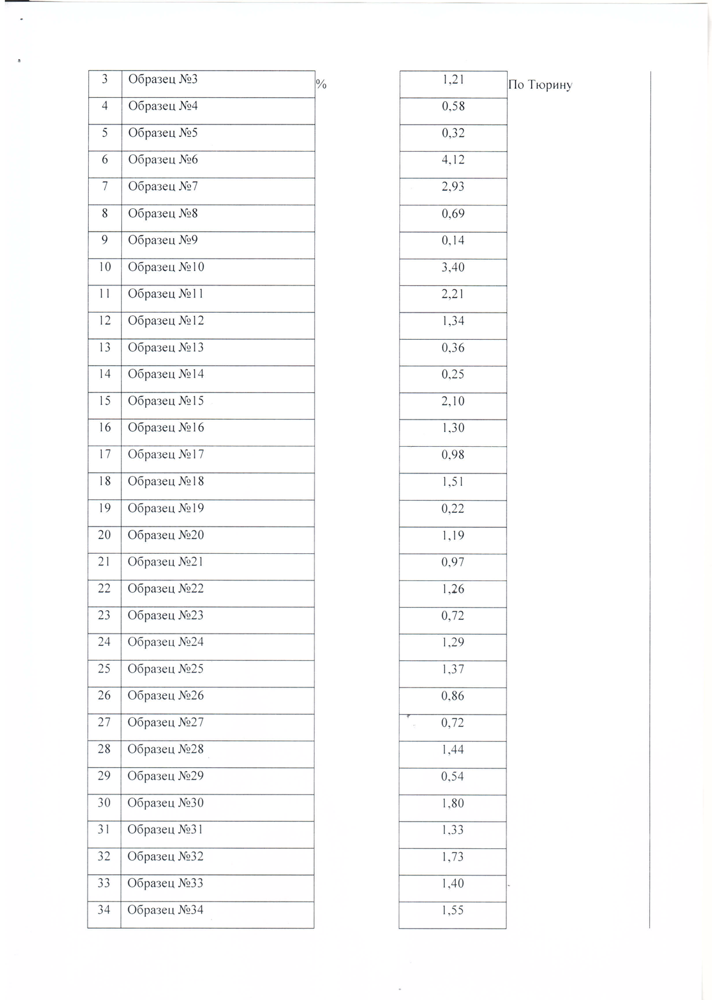 3 Образец №3 % 1,21 По Тюрину
4 Образец №4 0,58
5 Образец №5 0,32
6 Образец №6 4,12
7 Образец №7 2,93
8 Образец №8 0,69
9 Образец №9 0,14
10 Образец №10 3,40
11 Образец №11 2,21
12 Образец №12 1,34
13 Образец №13 0,36
14 Образец №14 0,25
15 Образец №15 2,10
16 Образец №16 1,30
17 Образец №17 0,98
18 Образец №18 1,51
19 Образец №19 0,22
20 Образец №20 1,19
21 Образец №21 0,97
22 Образец №22 1,26
23 Образец №23 0,72
24 Образец №24 1,29
25 Образец №25 1,37
26 Образец №26 0,86
27 Образец №27 0,72
28 Образец №28 1,44
29 Образец №29 0,54
30 Образец №30 1,80
31 Образец №31 1,33
32 Образец №32 1,73
33 Образец №33 1,40
34 Образец №34 1,55